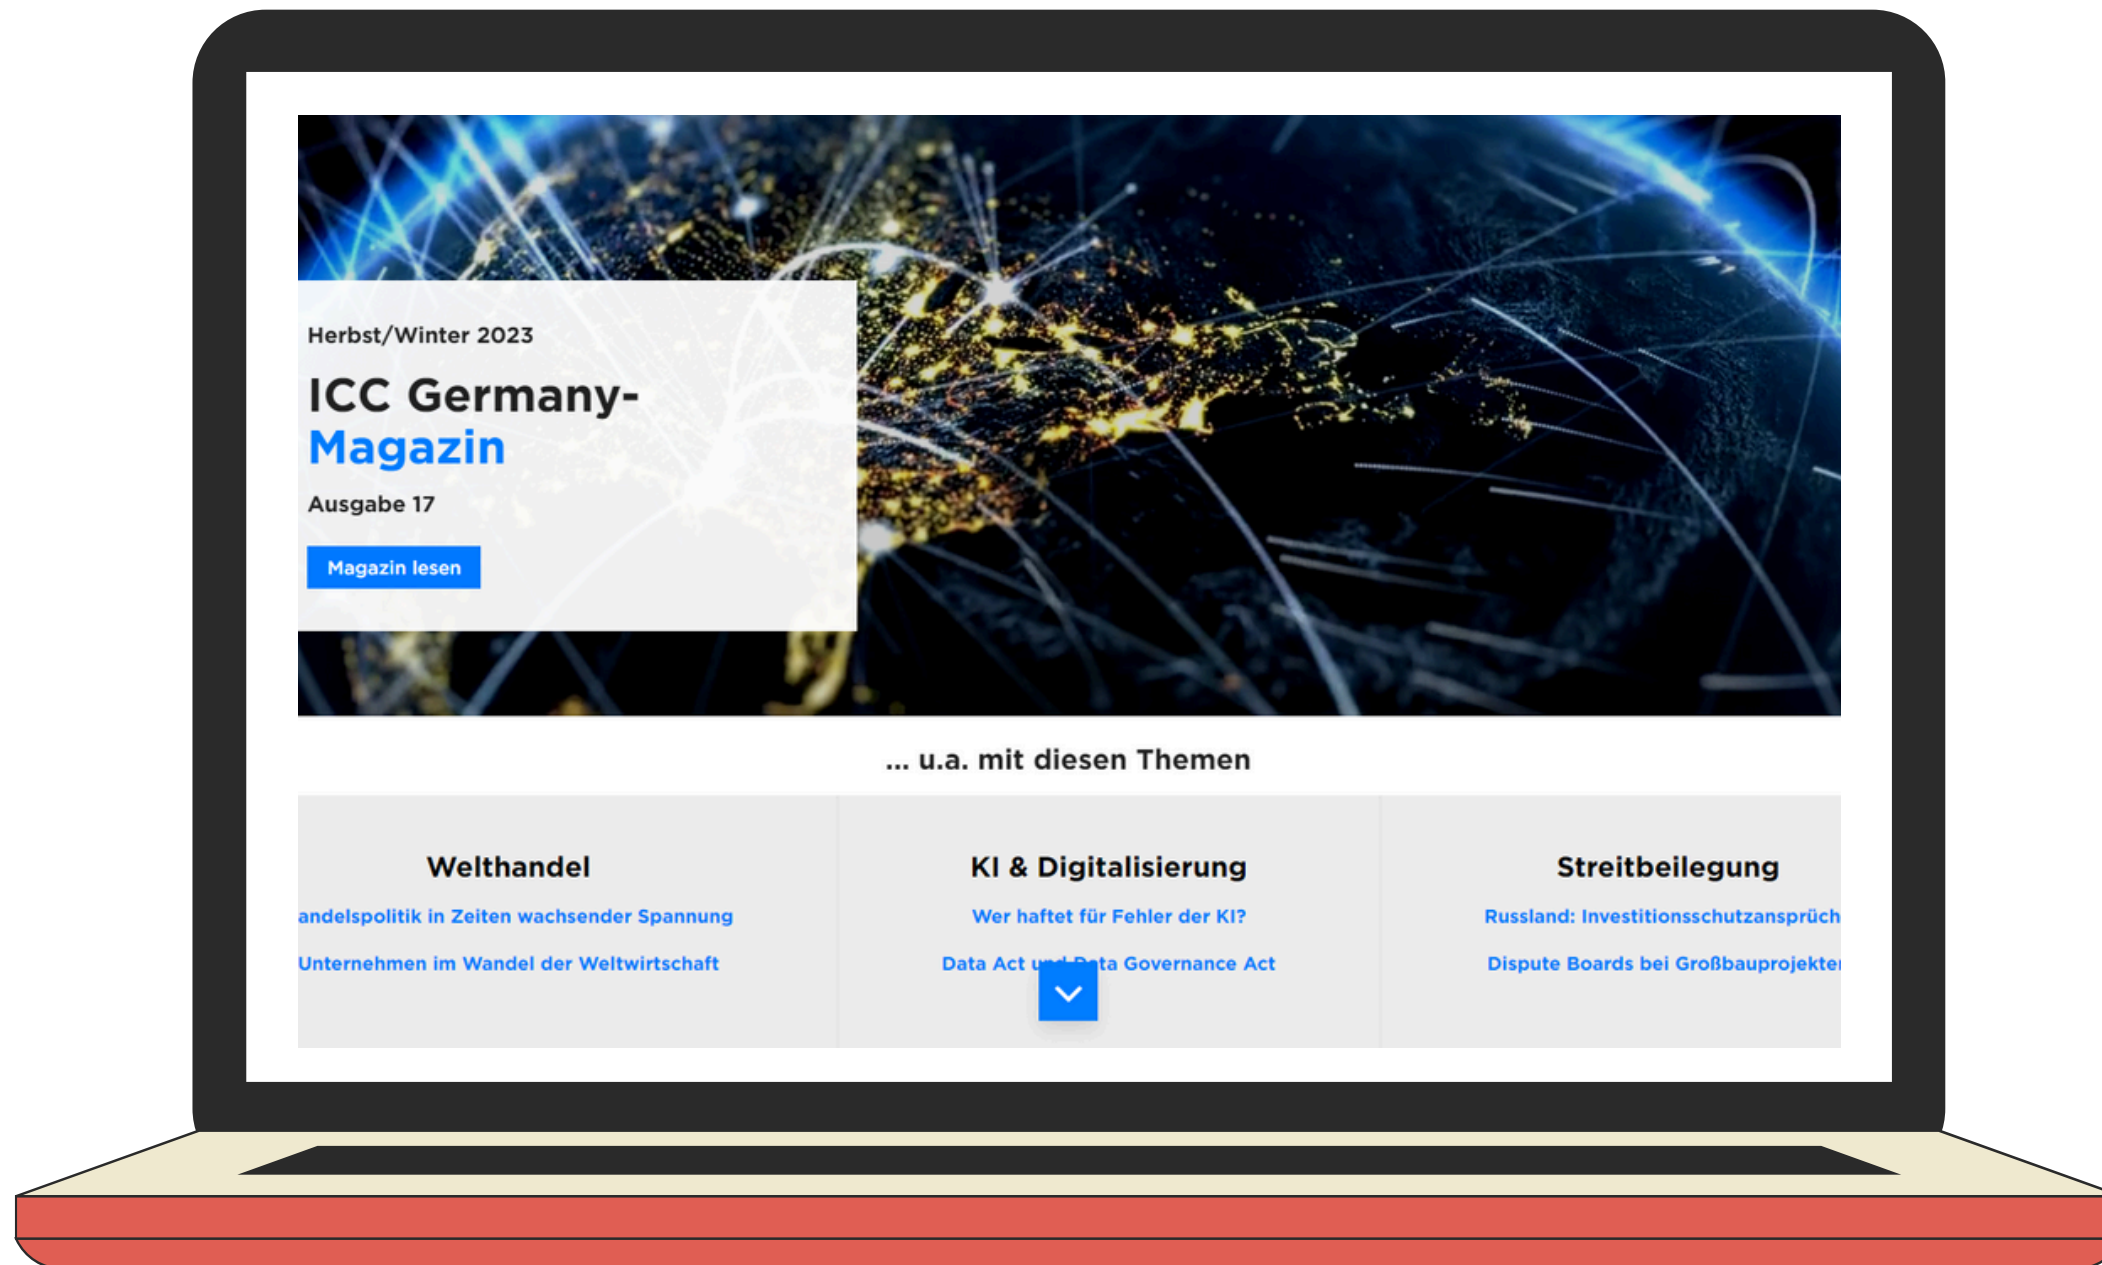 Herbst/Winter 2023
ICC Germany-
Magazin
Ausgabe 17
Magazin lesen
... u.a. mit diesen Themen
Welthandel
andelspolitik in Zeiten wachsender Spannung
Unternehmen im Wandel der Weltwirtschaft
KI & Digitalisierung
Wer haftet für Fehler der KI?
Data Act und Data Governance Act
Streitbeilegung
Russland: Investitionsschutzansprüch
Dispute Boards bei Großbauprojekte